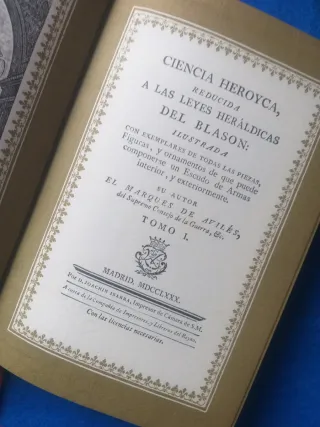 CIENCIA HEROYCA,
REDUCIDA
A LAS LEYES HERÁLDICAS
DEL BLASON:
ILUSTRADA
CON EXEMPLARES DE TODAS LAS PIEZAS,
Figuras, y ornamentos de que puede
componerse un Escudo de Armas
interior, y exteriormente.
SU AUTOR
EL MARQUES DE AVILÉS,
del Supremo Consejo de la Guerra, &c.
TOMO I.
MADRID. MDCCLXXX.
Por D. JOACHIN IBARRA, Impresor de Cámara de S.M.
A costa de la Compañía de Impresores, y Libreros del Reyno.
Con las licencias necesarias.